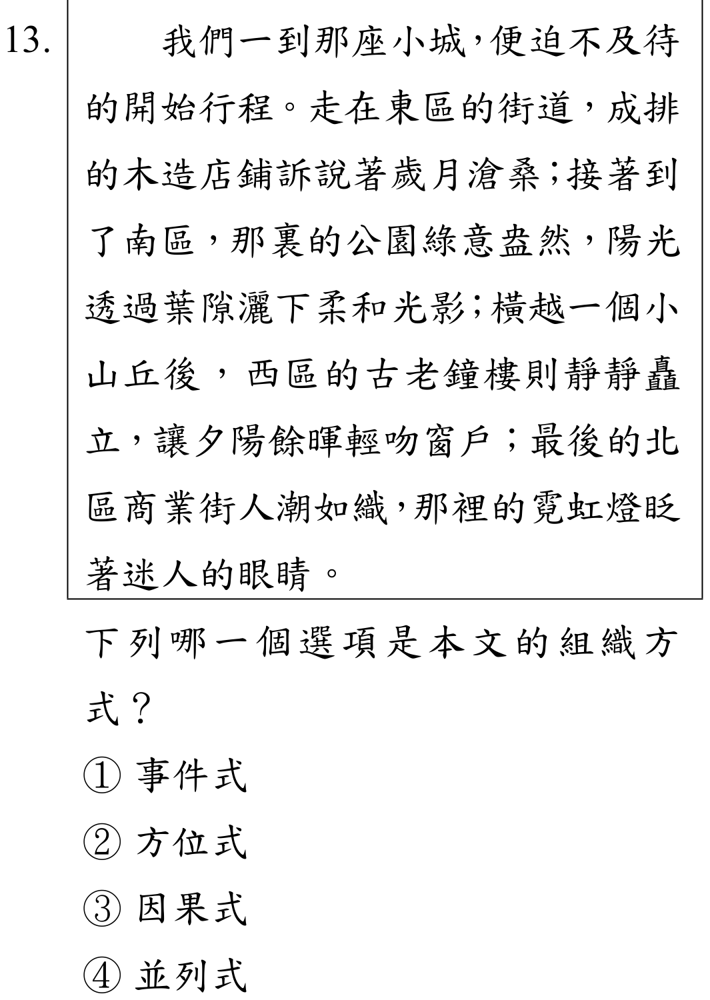 13. 我們一到那座小城，便迫不及待
的開始行程。走在東區的街道，成排
的木造店鋪訴說著歲月滄桑；接著到
了南區，那裏的公園綠意盎然，陽光
透過葉隙灑下柔和光影；橫越一個小
山丘後，西區的古老鐘樓則靜靜矗
立，讓夕陽餘暉輕吻窗戶；最後的北
區商業街人潮如織，那裡的霓虹燈眨
著迷人的眼睛。
下列哪一個選項是本文的組織方
式？
① 事件式
② 方位式
③ 因果式
④ 並列式